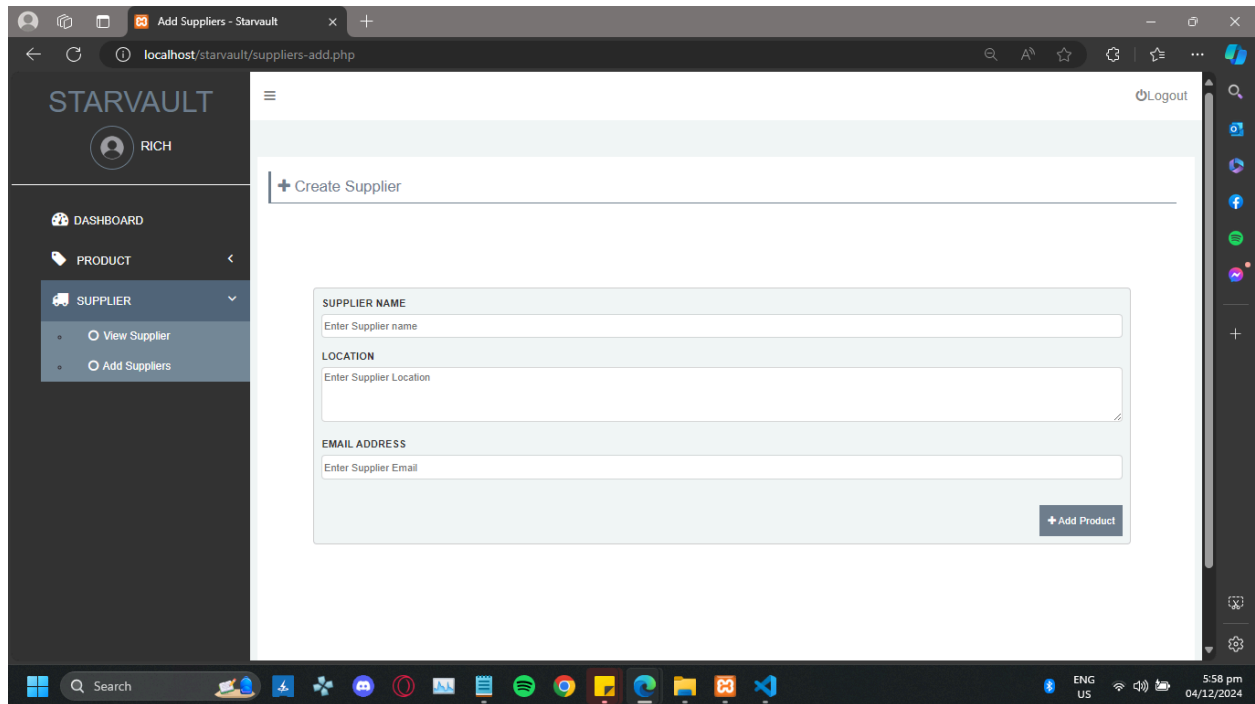 Add Suppliers - Starvault
localhost/starvault/suppliers-add.php
STARVAULT
Logout
RICH
Create Supplier
DASHBOARD
PRODUCT
SUPPLIER
View Supplier
Add Suppliers
SUPPLIER NAME
Enter Supplier name
LOCATION
Enter Supplier Location
EMAIL ADDRESS
Enter Supplier Email
Add Product
Search
ENG
US
5:58 pm
04/12/2024